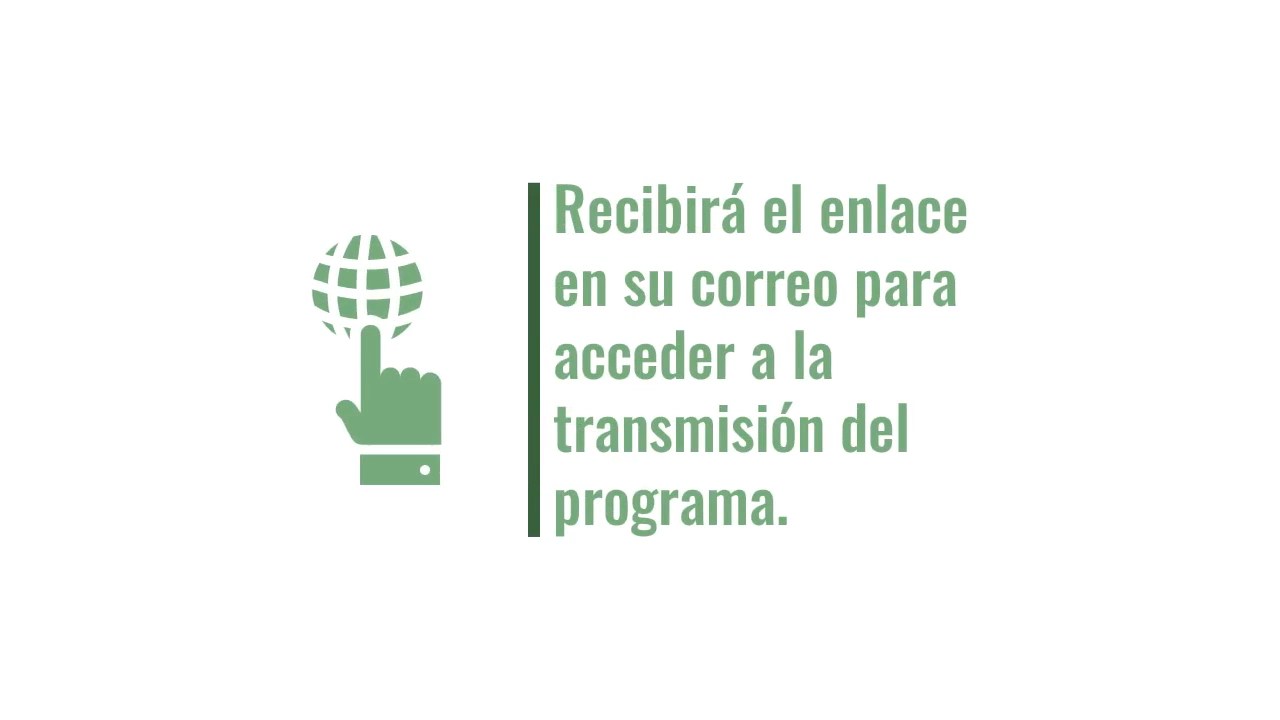 Recibirá el enlace
en su correo para
acceder a la
transmisión del
programa.